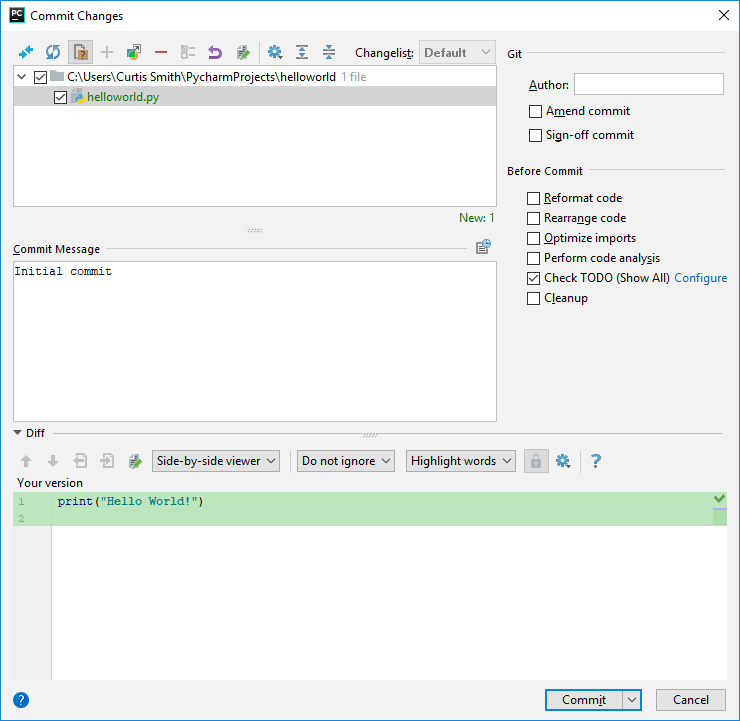 PC Commit Changes
Changelist: Default
C:\Users\Curtis Smith\PycharmProjects\helloworld 1 file
helloworld.py
New: 1
Commit Message
Initial commit
Git
Author:
Amend commit
Sign-off commit
Before Commit
Reformat code
Rearrange code
Optimize imports
Perform code analysis
Check TODO (Show All) Configure
Cleanup
Diff
Side-by-side viewer Do not ignore Highlight words ?
Your version
1 print("Hello World!")
2
? Commit Cancel